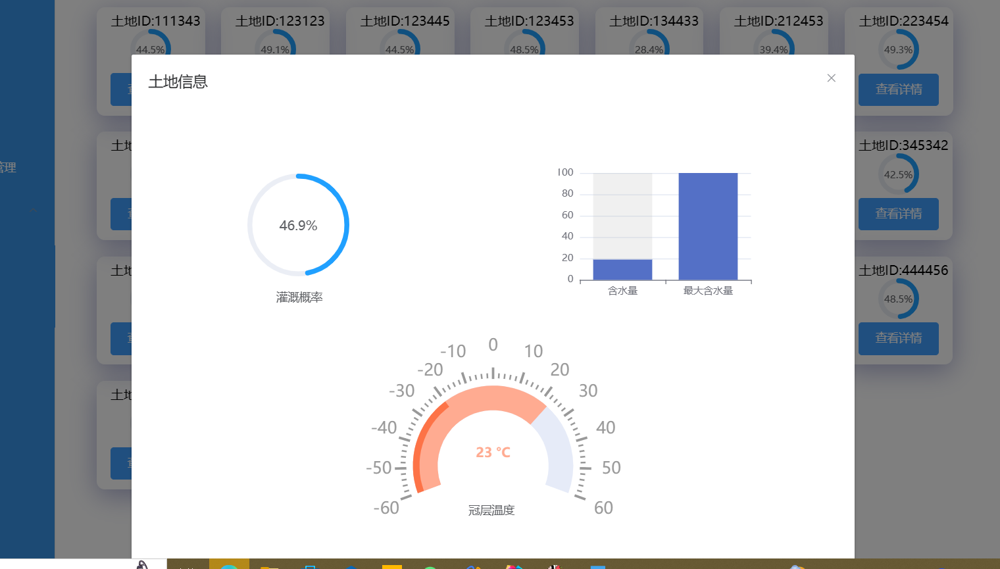 土地ID:111343 土地ID:123123 土地ID:123445 土地ID:123453 土地ID:134433 土地ID:212453 土地ID:223454
44.5% 49.1% 44.5% 48.5% 28.4% 39.4% 49.3%
土地信息
查看详情
土地 土地ID:345342
管理
42.5%
查看详情
46.9%
灌溉概率
100
80
60
40
20
0
含水量 最大含水量
土地 土地ID:444456
48.5%
查看详情
-60 -50 -40 -30 -20 -10 0 10 20 30 40 50 60
土地
23 °C
冠层温度